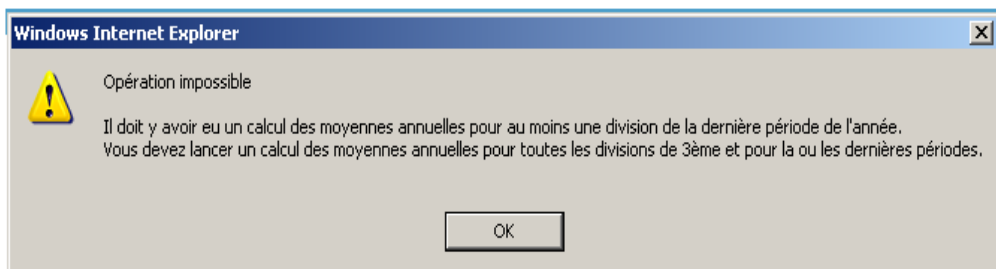 Windows Internet Explorer
Opération impossible
Il doit y avoir eu un calcul des moyennes annuelles pour au moins une division de la dernière période de l'année.
Vous devez lancer un calcul des moyennes annuelles pour toutes les divisions de 3ème et pour la ou les dernières périodes.
OK